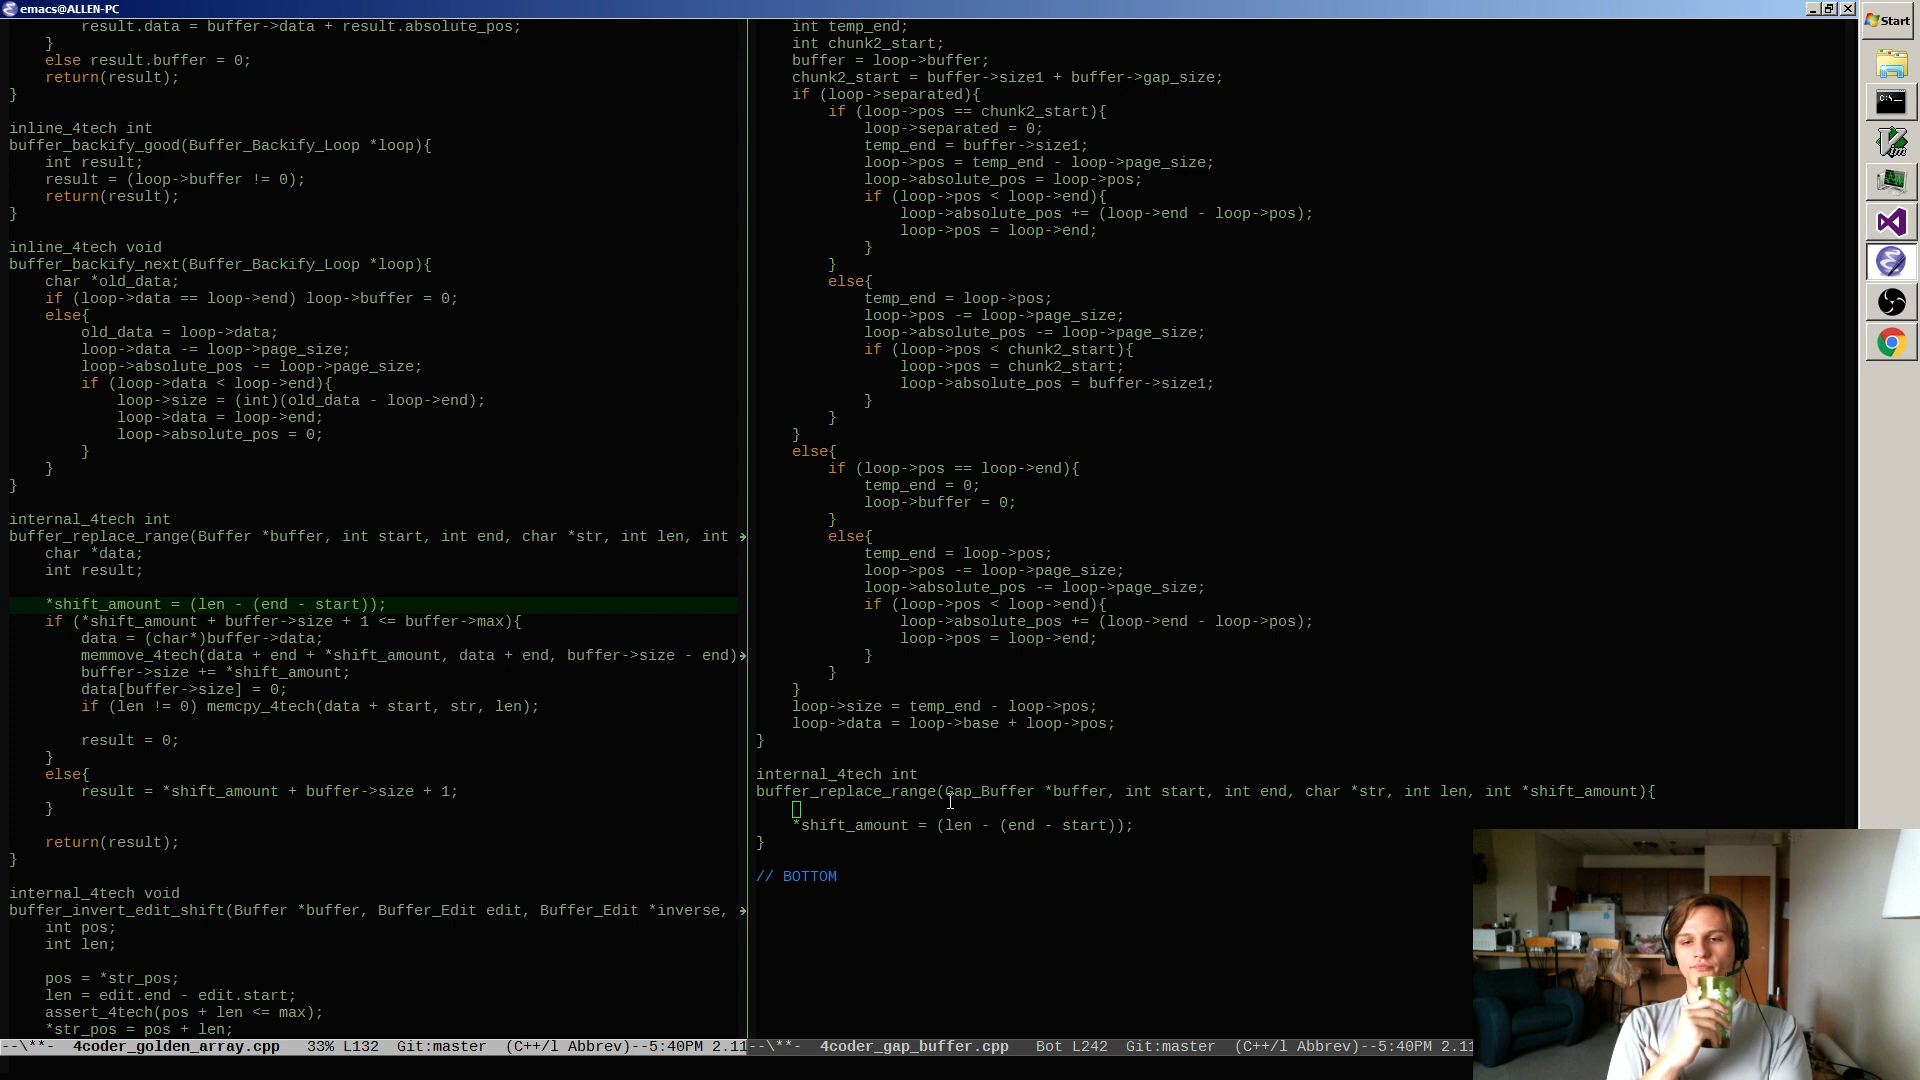 emacs@ALLEN-PC
result.data = buffer->data + result.absolute_pos;
}
else result.buffer = 0;
return(result);
}
inline_4tech int
buffer_backify_good(Buffer_Backify_Loop *loop){
int result;
result = (loop->buffer != 0);
return(result);
}
inline_4tech void
buffer_backify_next(Buffer_Backify_Loop *loop){
char *old_data;
if (loop->data == loop->end) loop->buffer = 0;
else{
old_data = loop->data;
loop->data -= loop->page_size;
loop->absolute_pos -= loop->page_size;
if (loop->data < loop->end){
loop->size = (int)(old_data - loop->end);
loop->data = loop->end;
loop->absolute_pos = 0;
}
}
}
internal_4tech int
buffer_replace_range(Buffer *buffer, int start, int end, char *str, int len, int
char *data;
int result;
*shift_amount = (len - (end - start));
if (*shift_amount + buffer->size + 1 <= buffer->max){
data = (char*)buffer->data;
memmove_4tech(data + end + *shift_amount, data + end, buffer->size - end)
buffer->size += *shift_amount;
data[buffer->size] = 0;
if (len != 0) memcpy_4tech(data + start, str, len);
result = 0;
}
else{
result = *shift_amount + buffer->size + 1;
}
return(result);
}
internal_4tech void
buffer_invert_edit_shift(Buffer *buffer, Buffer_Edit edit, Buffer_Edit *inverse,
int pos;
int len;
pos = *str_pos;
len = edit.end - edit.start;
assert_4tech(pos + len <= max);
*str_pos = pos + len;
--\**-  4coder_golden_array.cpp   33% L132  Git:master  (C++/l Abbrev)--5:40PM 2.11
int temp_end;
int chunk2_start;
buffer = loop->buffer;
chunk2_start = buffer->size1 + buffer->gap_size;
if (loop->separated){
if (loop->pos == chunk2_start){
loop->separated = 0;
temp_end = buffer->size1;
loop->pos = temp_end - loop->page_size;
loop->absolute_pos = loop->pos;
if (loop->pos < loop->end){
loop->absolute_pos += (loop->end - loop->pos);
loop->pos = loop->end;
}
}
else{
temp_end = loop->pos;
loop->pos -= loop->page_size;
loop->absolute_pos -= loop->page_size;
if (loop->pos < chunk2_start){
loop->pos = chunk2_start;
loop->absolute_pos = buffer->size1;
}
}
}
else{
if (loop->pos == loop->end){
temp_end = 0;
loop->buffer = 0;
}
else{
temp_end = loop->pos;
loop->pos -= loop->page_size;
loop->absolute_pos -= loop->page_size;
if (loop->pos < loop->end){
loop->absolute_pos += (loop->end - loop->pos);
loop->pos = loop->end;
}
}
}
loop->size = temp_end - loop->pos;
loop->data = loop->base + loop->pos;
}
internal_4tech int
buffer_replace_range(Gap_Buffer *buffer, int start, int end, char *str, int len, int *shift_amount){
*shift_amount = (len - (end - start));
}
// BOTTOM
--\**-  4coder_gap_buffer.cpp   Bot L242  Git:master  (C++/l Abbrev)--5:40PM 2.11
Start
C:\_
Vim